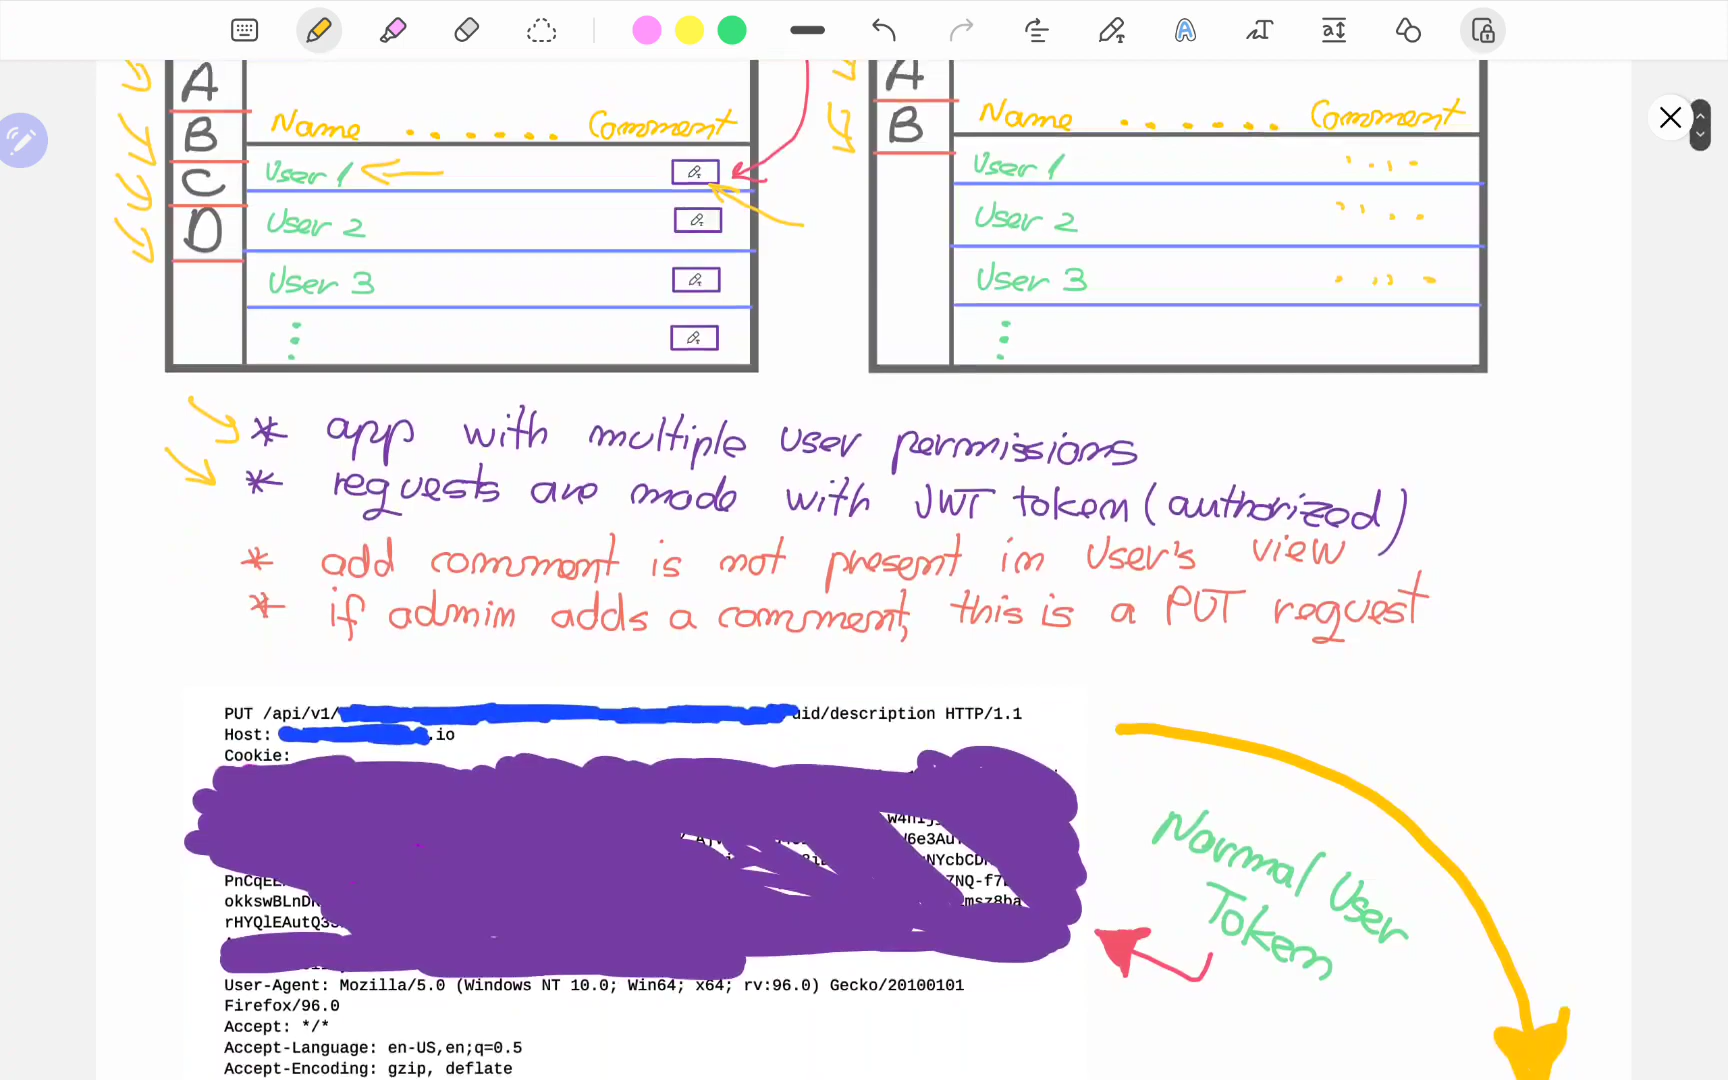 A
B
C
D
Name ...... Comment
User 1
User 2
User 3
A
B
Name ...... Comment
User 1
User 2
User 3
* app with multiple user permissions
* requests are made with JWT token (authorized)
* add comment is not present in User's view
* if admin adds a comment, this is a PUT request
PUT /api/v1/ uid/description HTTP/1.1
Host: .io
Cookie:
PnCqEL
okkswBLnDK msz8ba
rHYQlEAutQ3
User-Agent: Mozilla/5.0 (Windows NT 10.0; Win64; x64; rv:96.0) Gecko/20100101
Firefox/96.0
Accept: */*
Accept-Language: en-US,en;q=0.5
Accept-Encoding: gzip, deflate
Normal User
Token